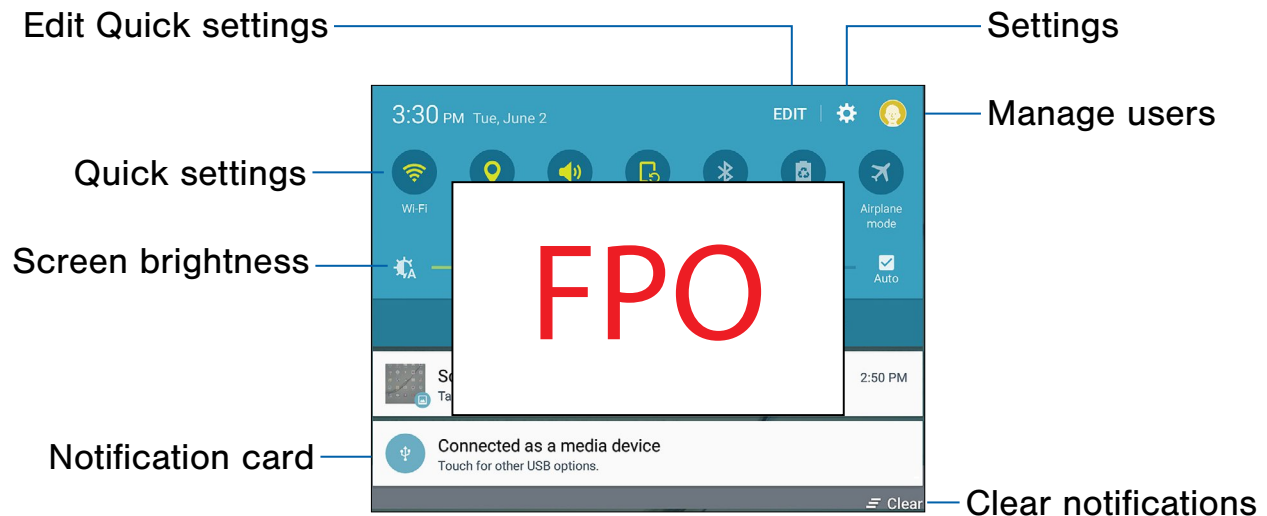 Edit Quick settings
Settings
3:30 PM Tue, June 2
EDIT
Manage users
Quick settings
Wi-Fi
Airplane
mode
FPO
Screen brightness
A
Auto
2:50 PM
Connected as a media device
Touch for other USB options.
Notification card
Clear
Clear notifications